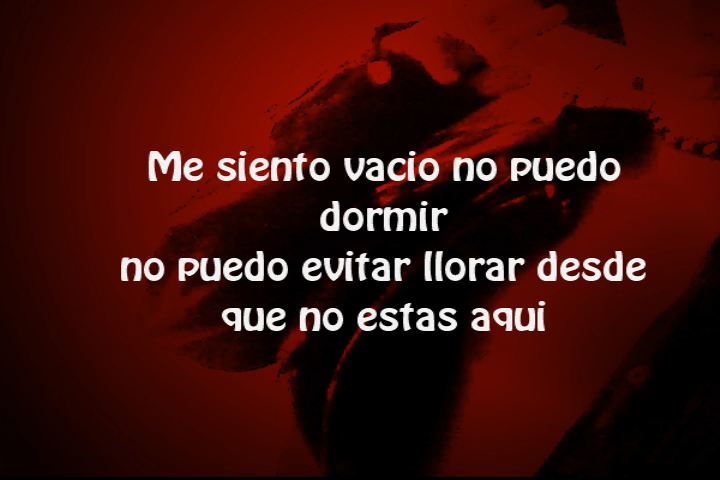 Me siento vacio no puedo
dormir
no puedo evitar llorar desde
que no estas aqui